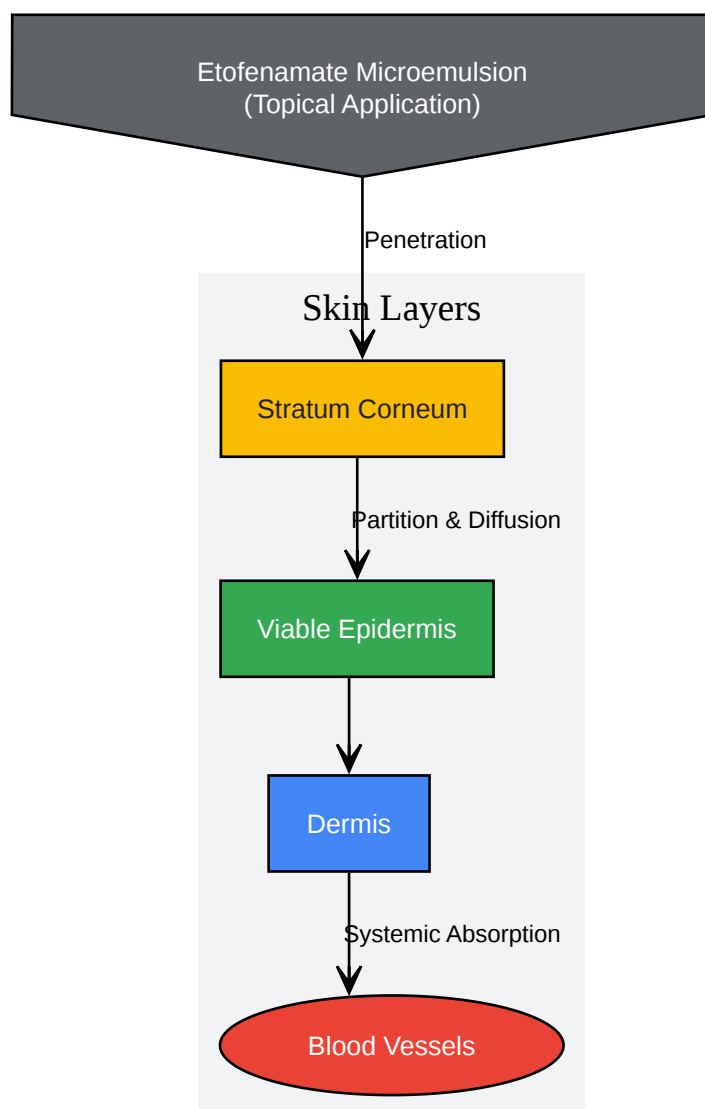 Etofenamate Microemulsion
(Topical Application)
Penetration
Skin Layers
Stratum Corneum
Partition & Diffusion
Viable Epidermis
Dermis
Systemic Absorption
Blood Vessels